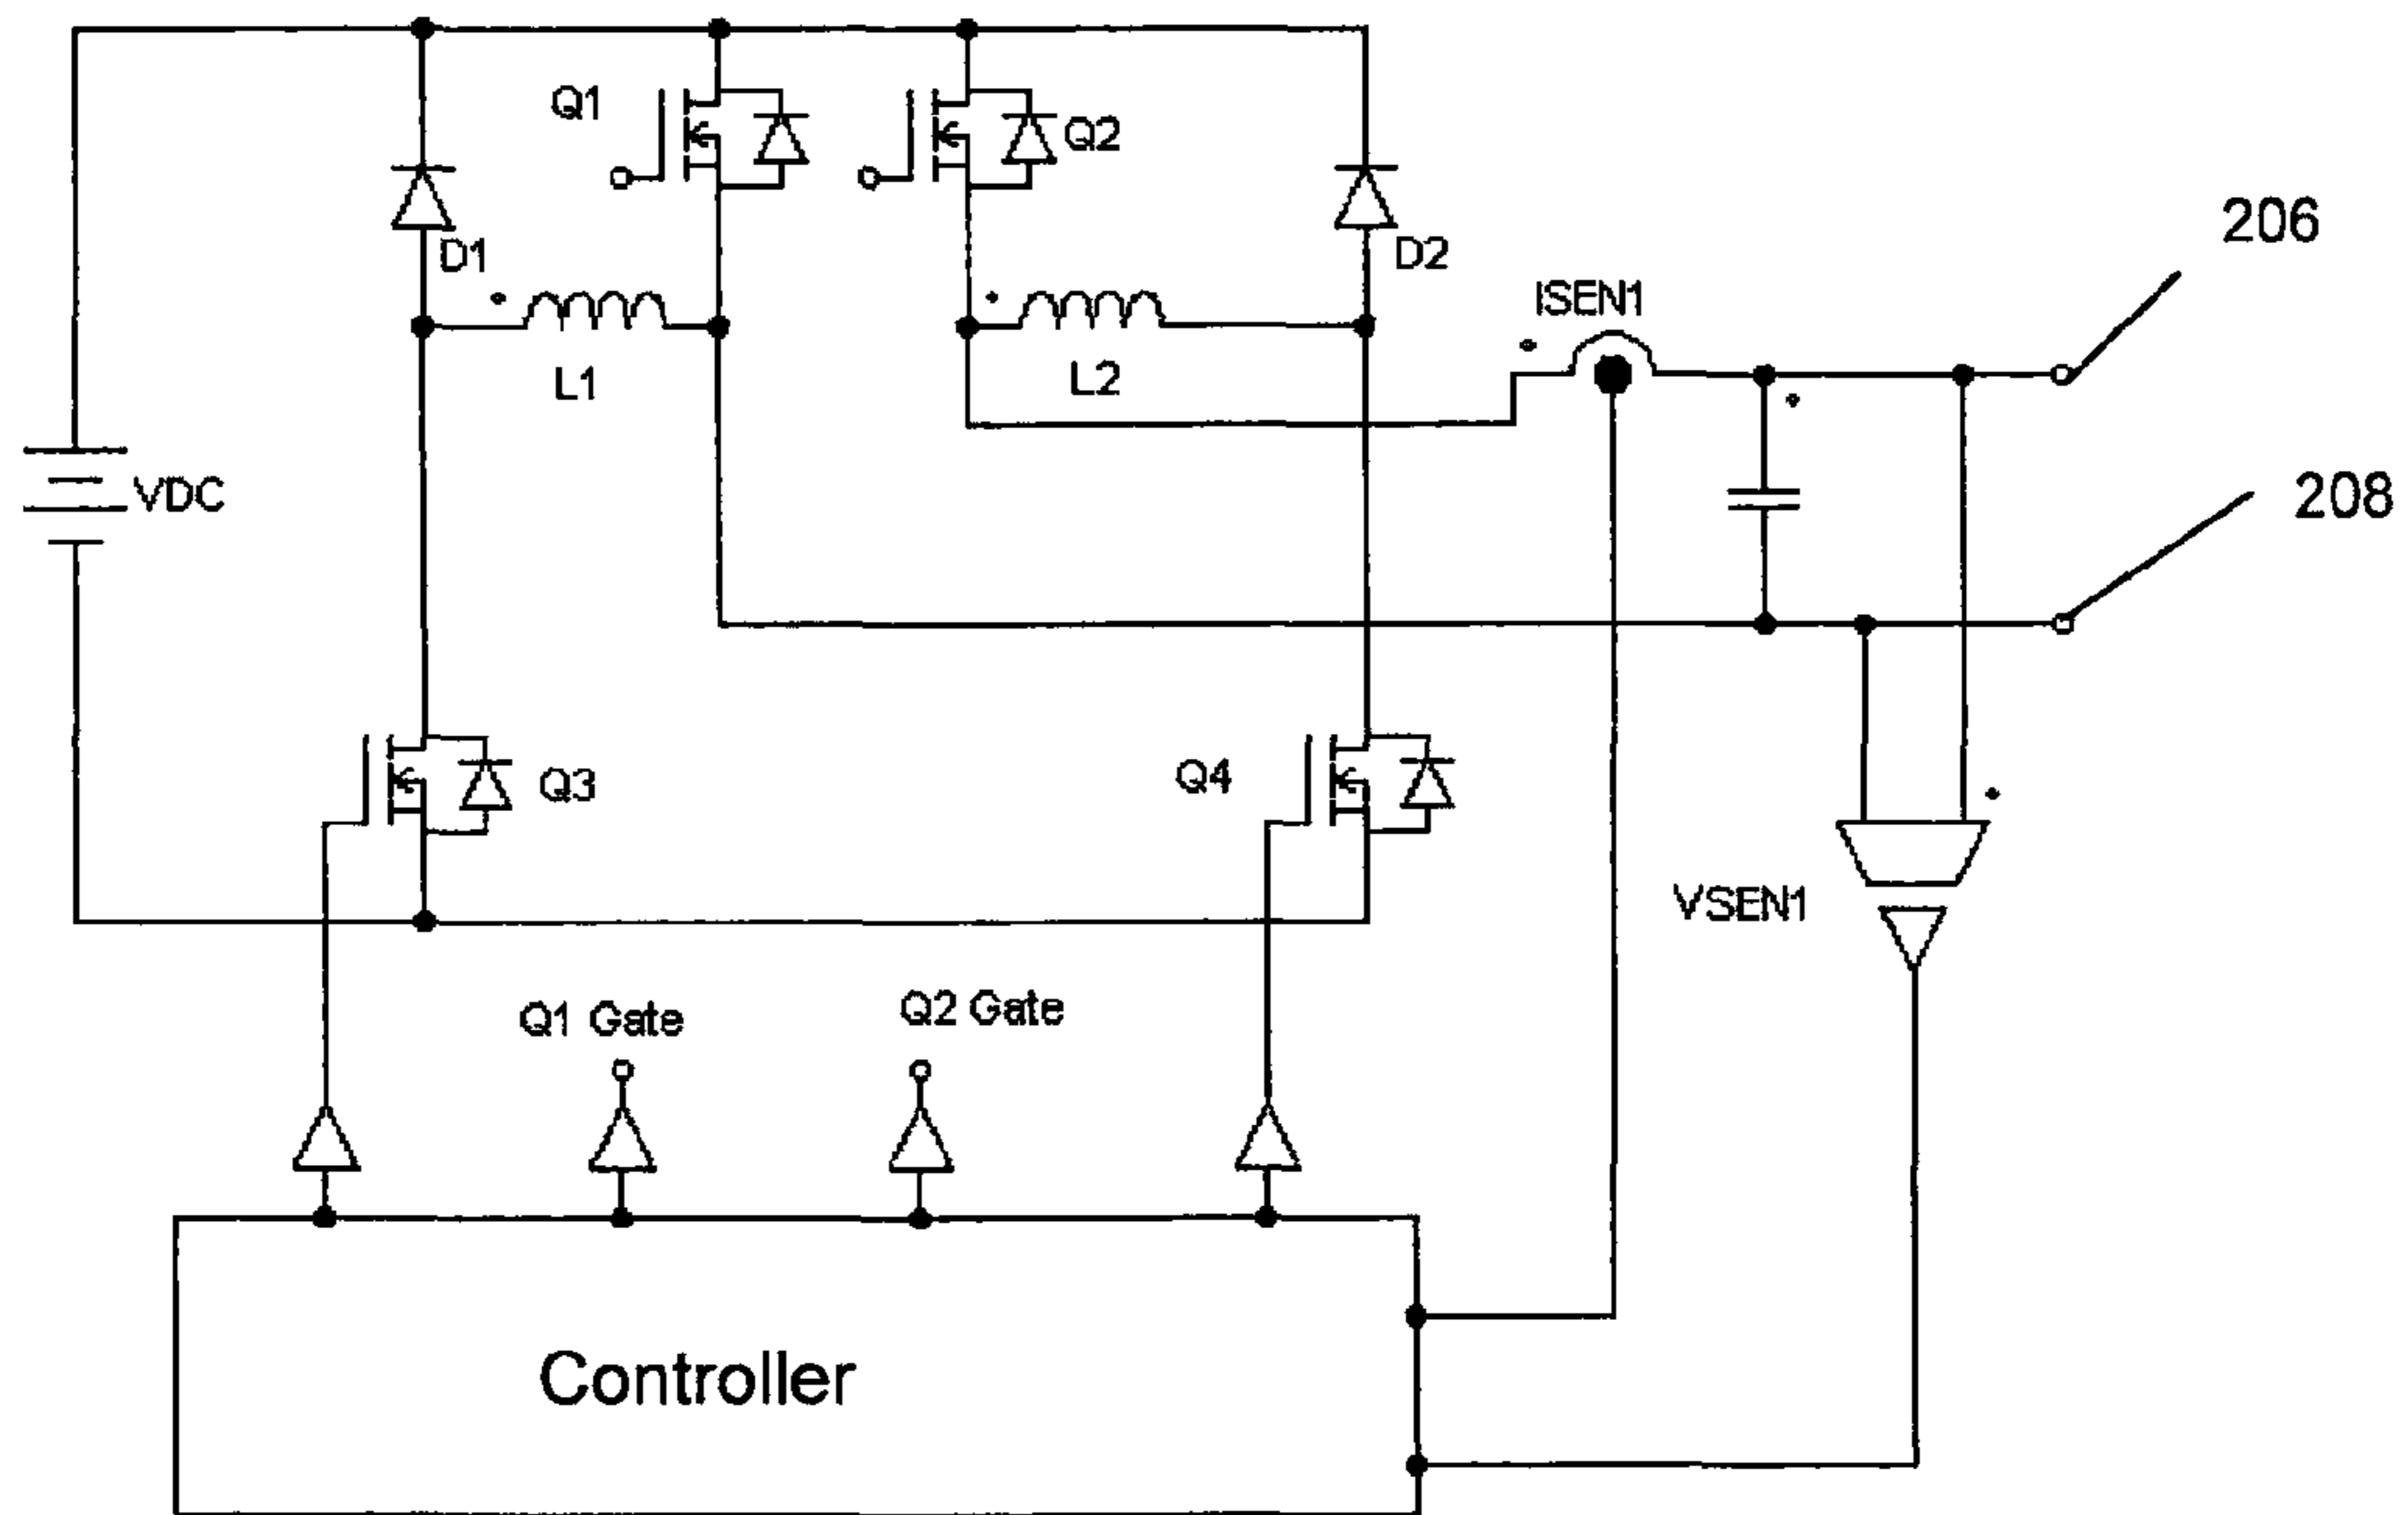 Q1
Q2
206
D1
D2
ISEN1
L1
L2
VDC
208
Q3
Q4
VSEN1
Q1 Gate
Q2 Gate
Controller